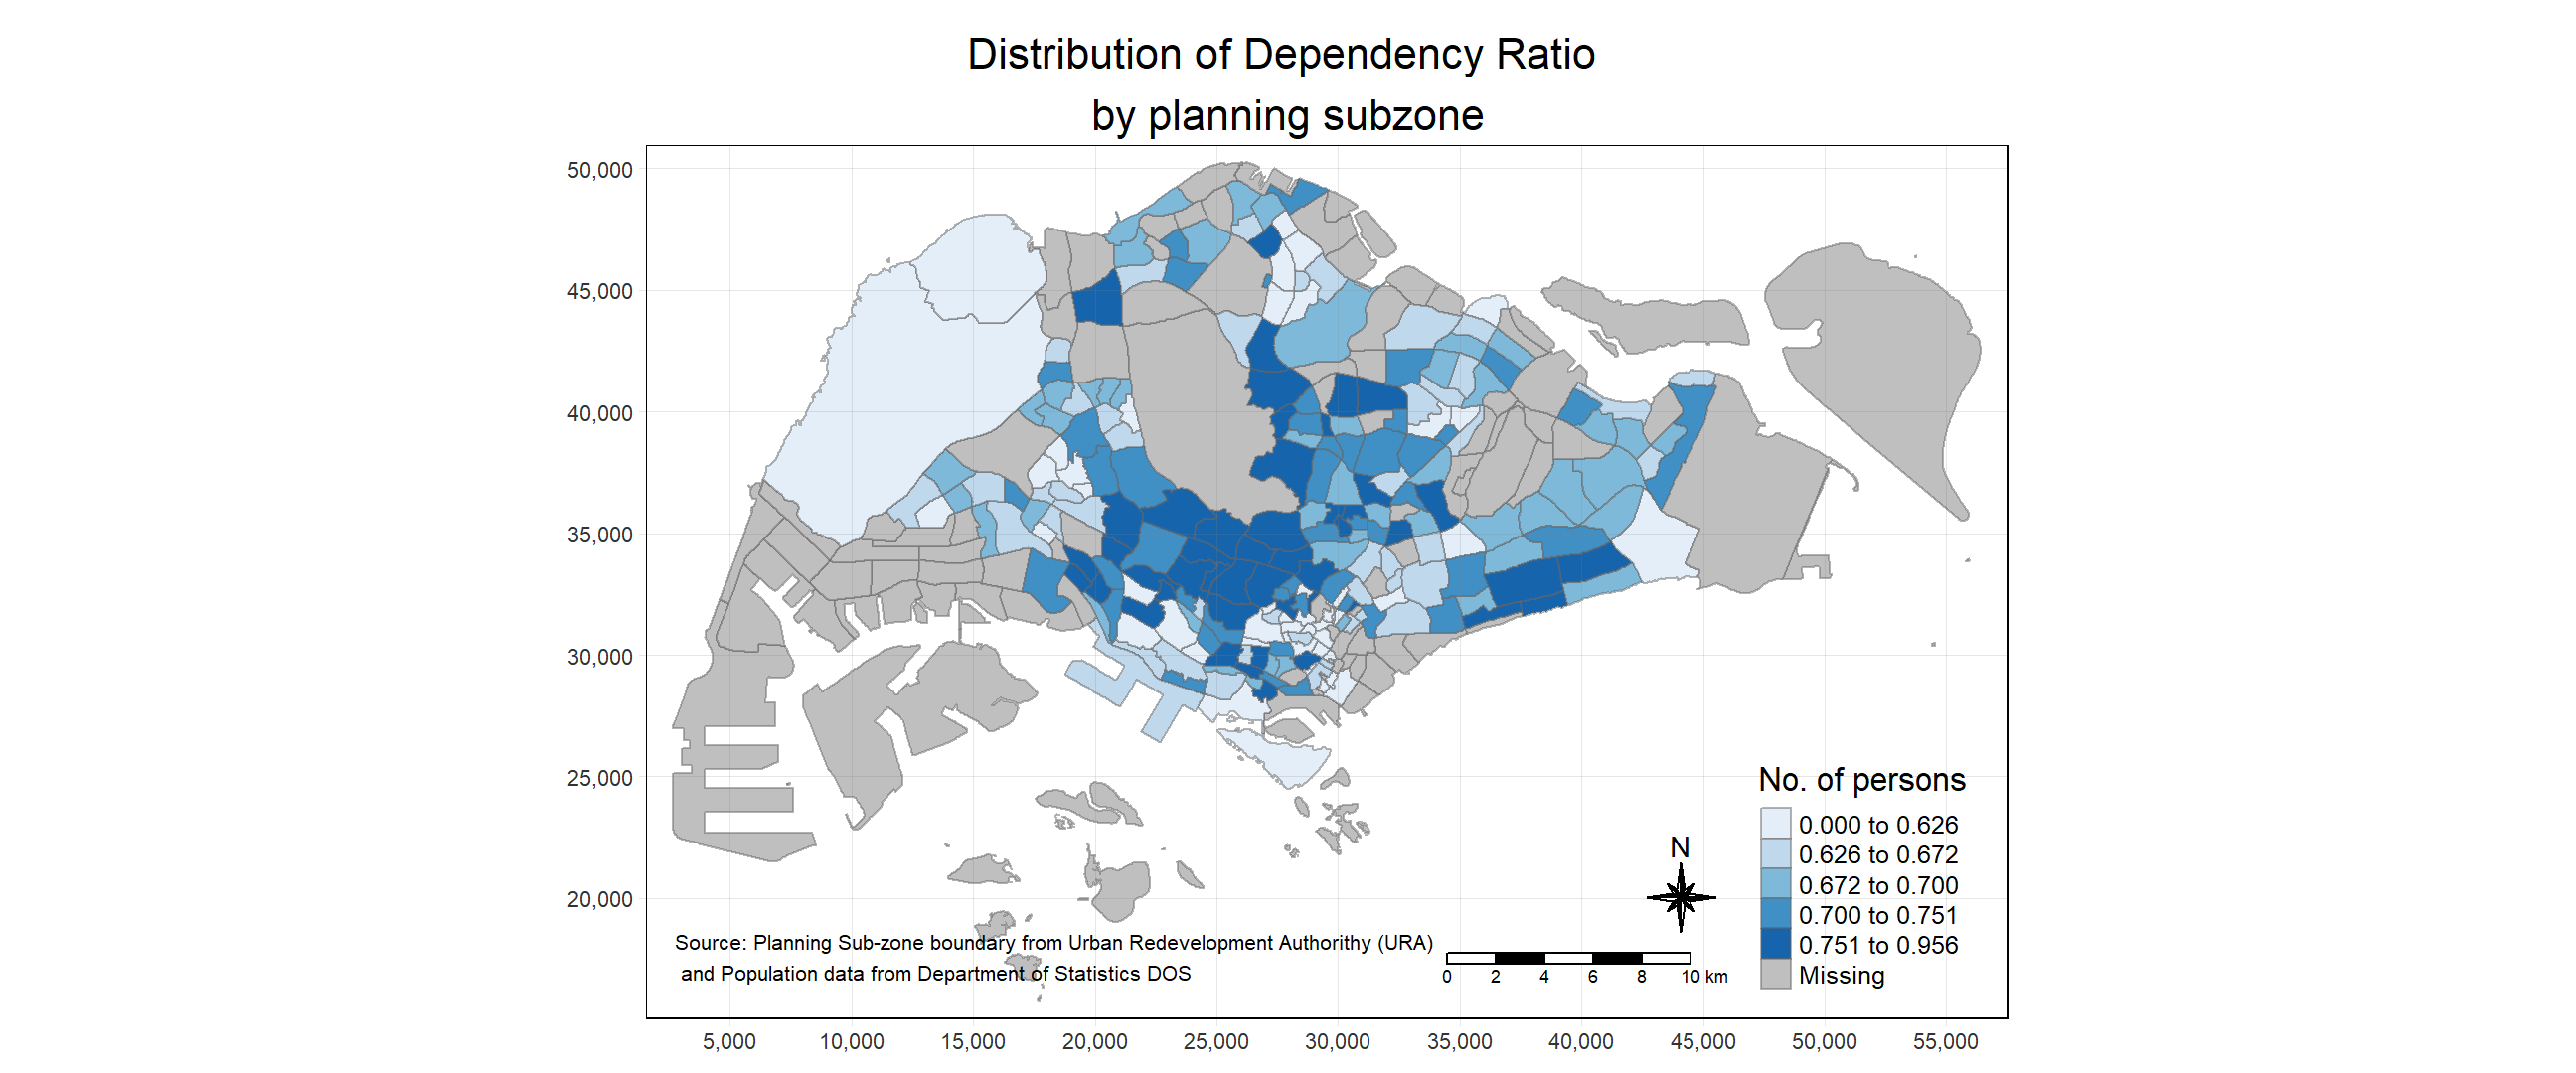 Distribution of Dependency Ratio
by planning subzone
50,000
45,000
40,000
35,000
30,000
25,000
20,000
No. of persons
0.000 to 0.626
0.626 to 0.672
0.672 to 0.700
0.700 to 0.751
0.751 to 0.956
Missing
N
Source: Planning Sub-zone boundary from Urban Redevelopment Authorithy (URA)
and Population data from Department of Statistics DOS
0 2 4 6 8 10 km
5,000 10,000 15,000 20,000 25,000 30,000 35,000 40,000 45,000 50,000 55,000